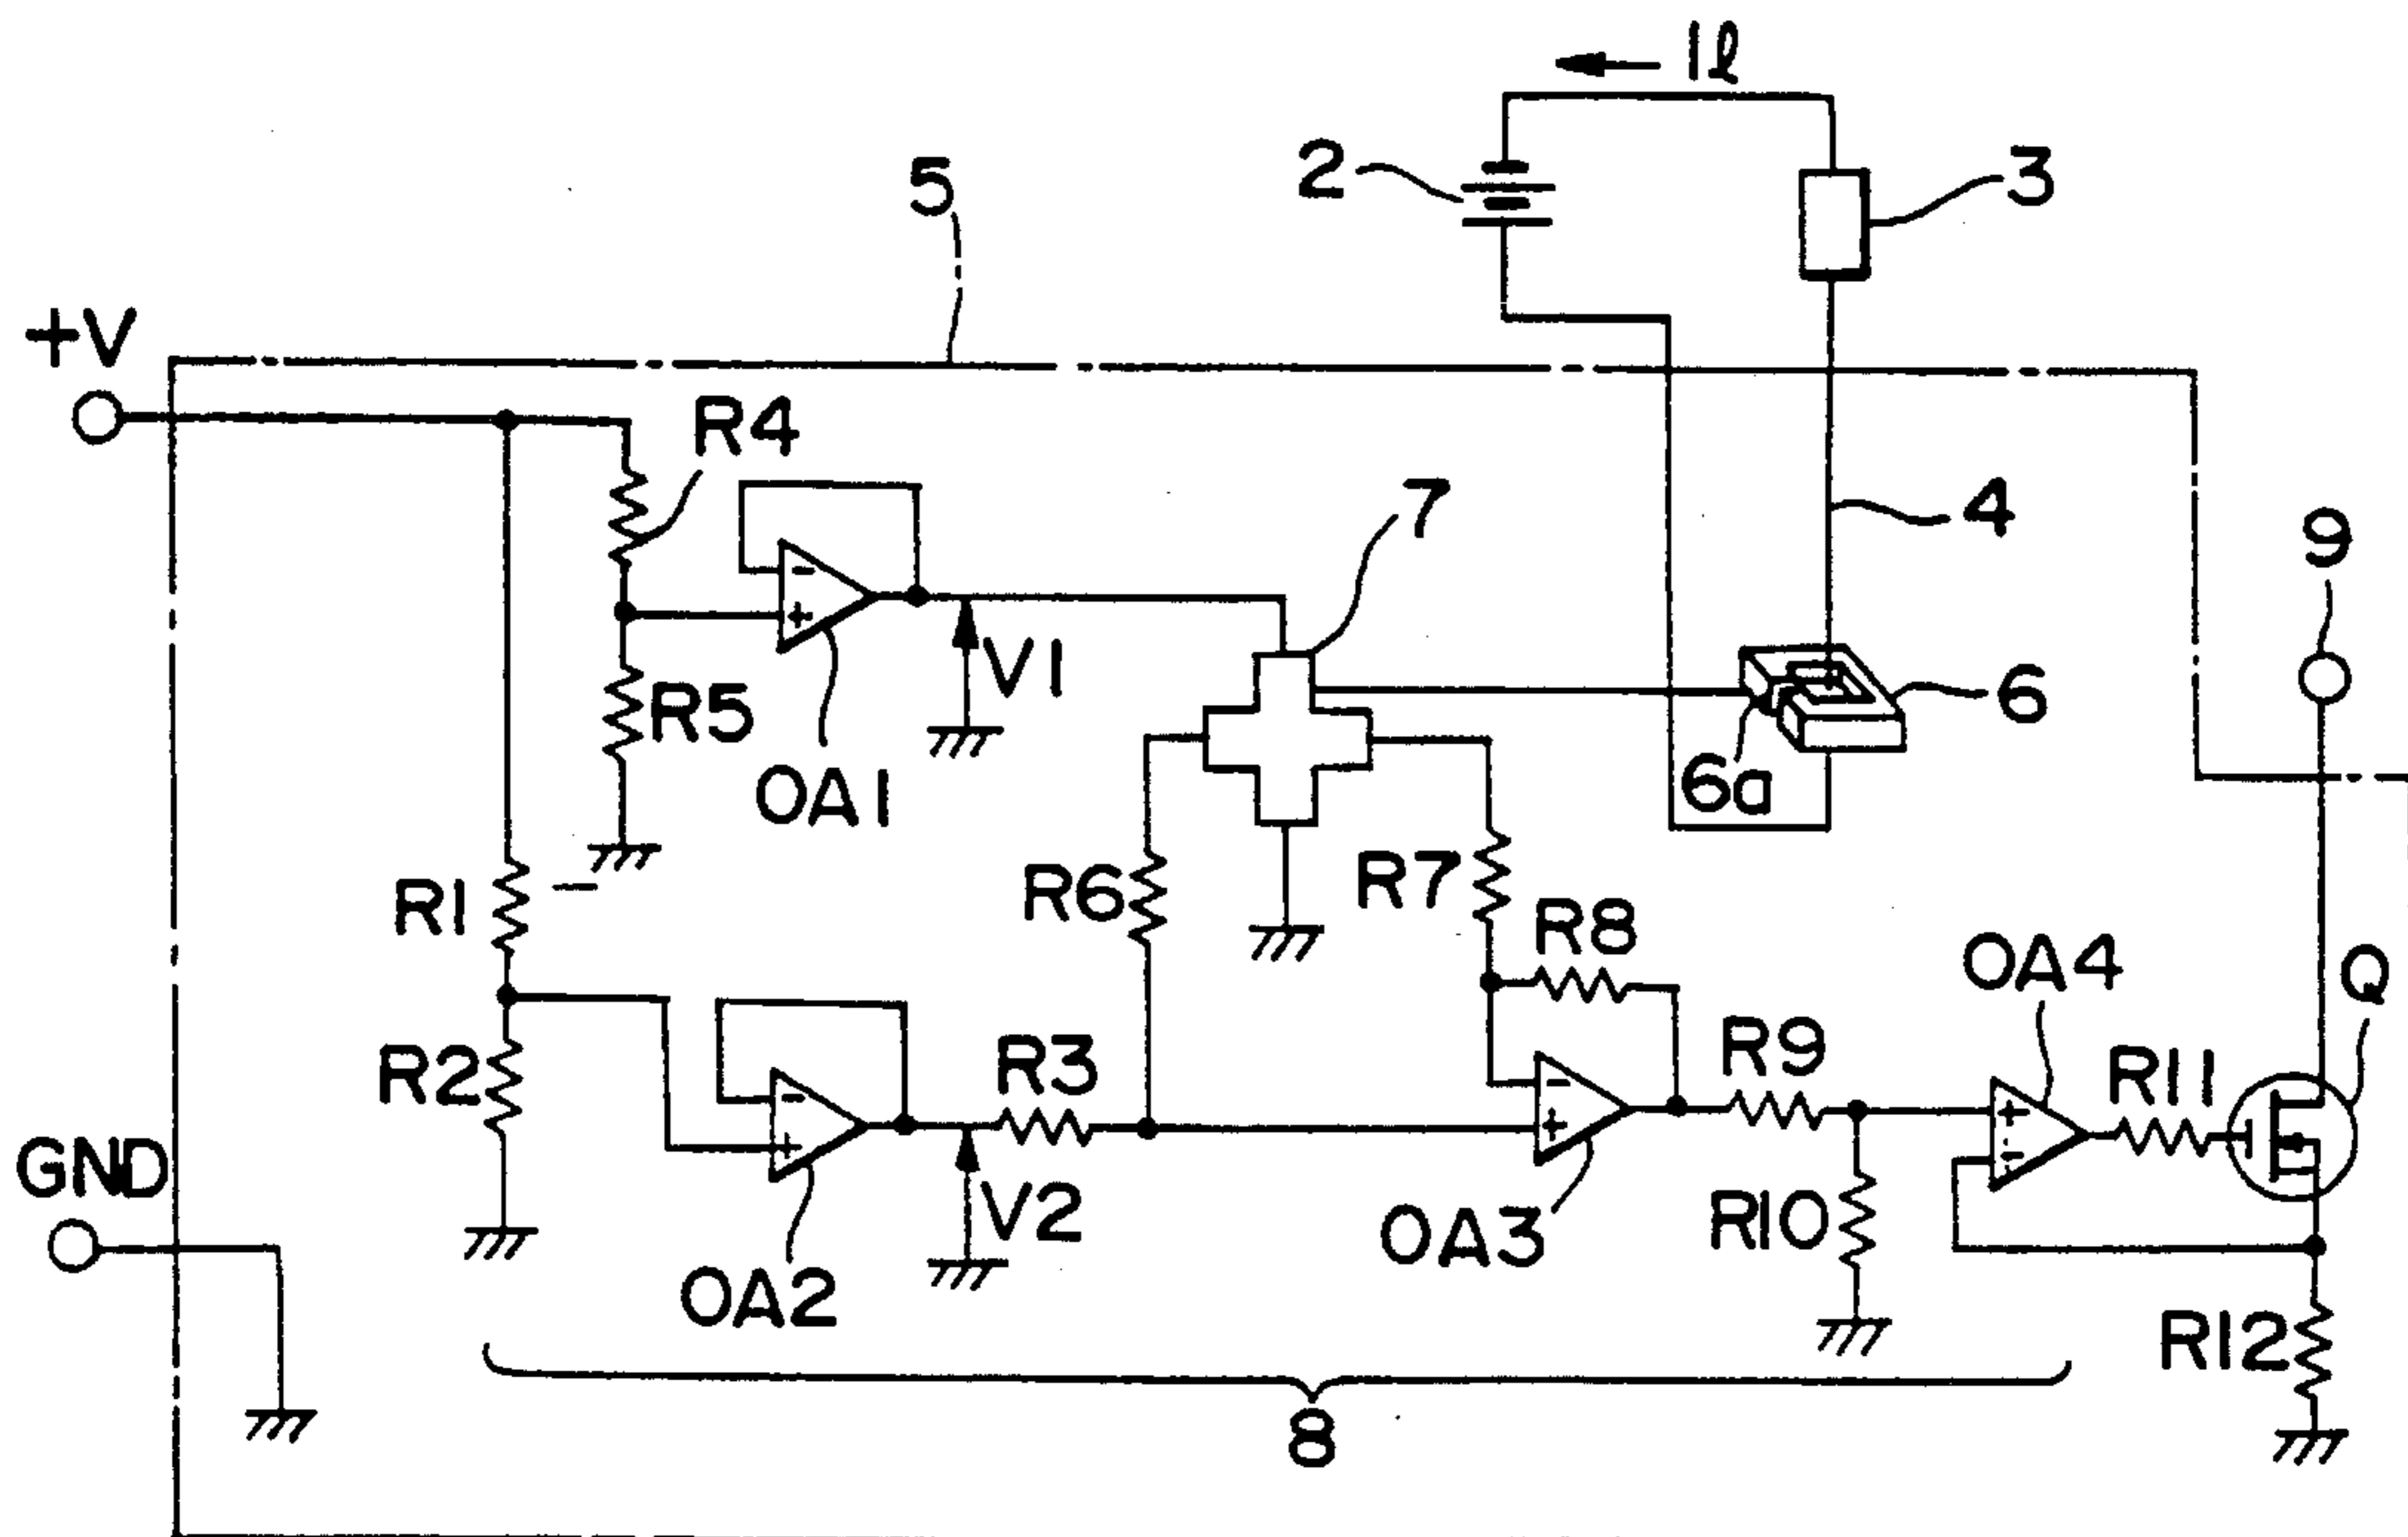 Iℓ
2
3
5
+V
R4
7
4
9
V1
R5
6
OA1
6a
R1
R6
R7
R8
OA4
Q
R2
R3
R9
R11
GND
V2
R10
OA3
OA2
R12
8